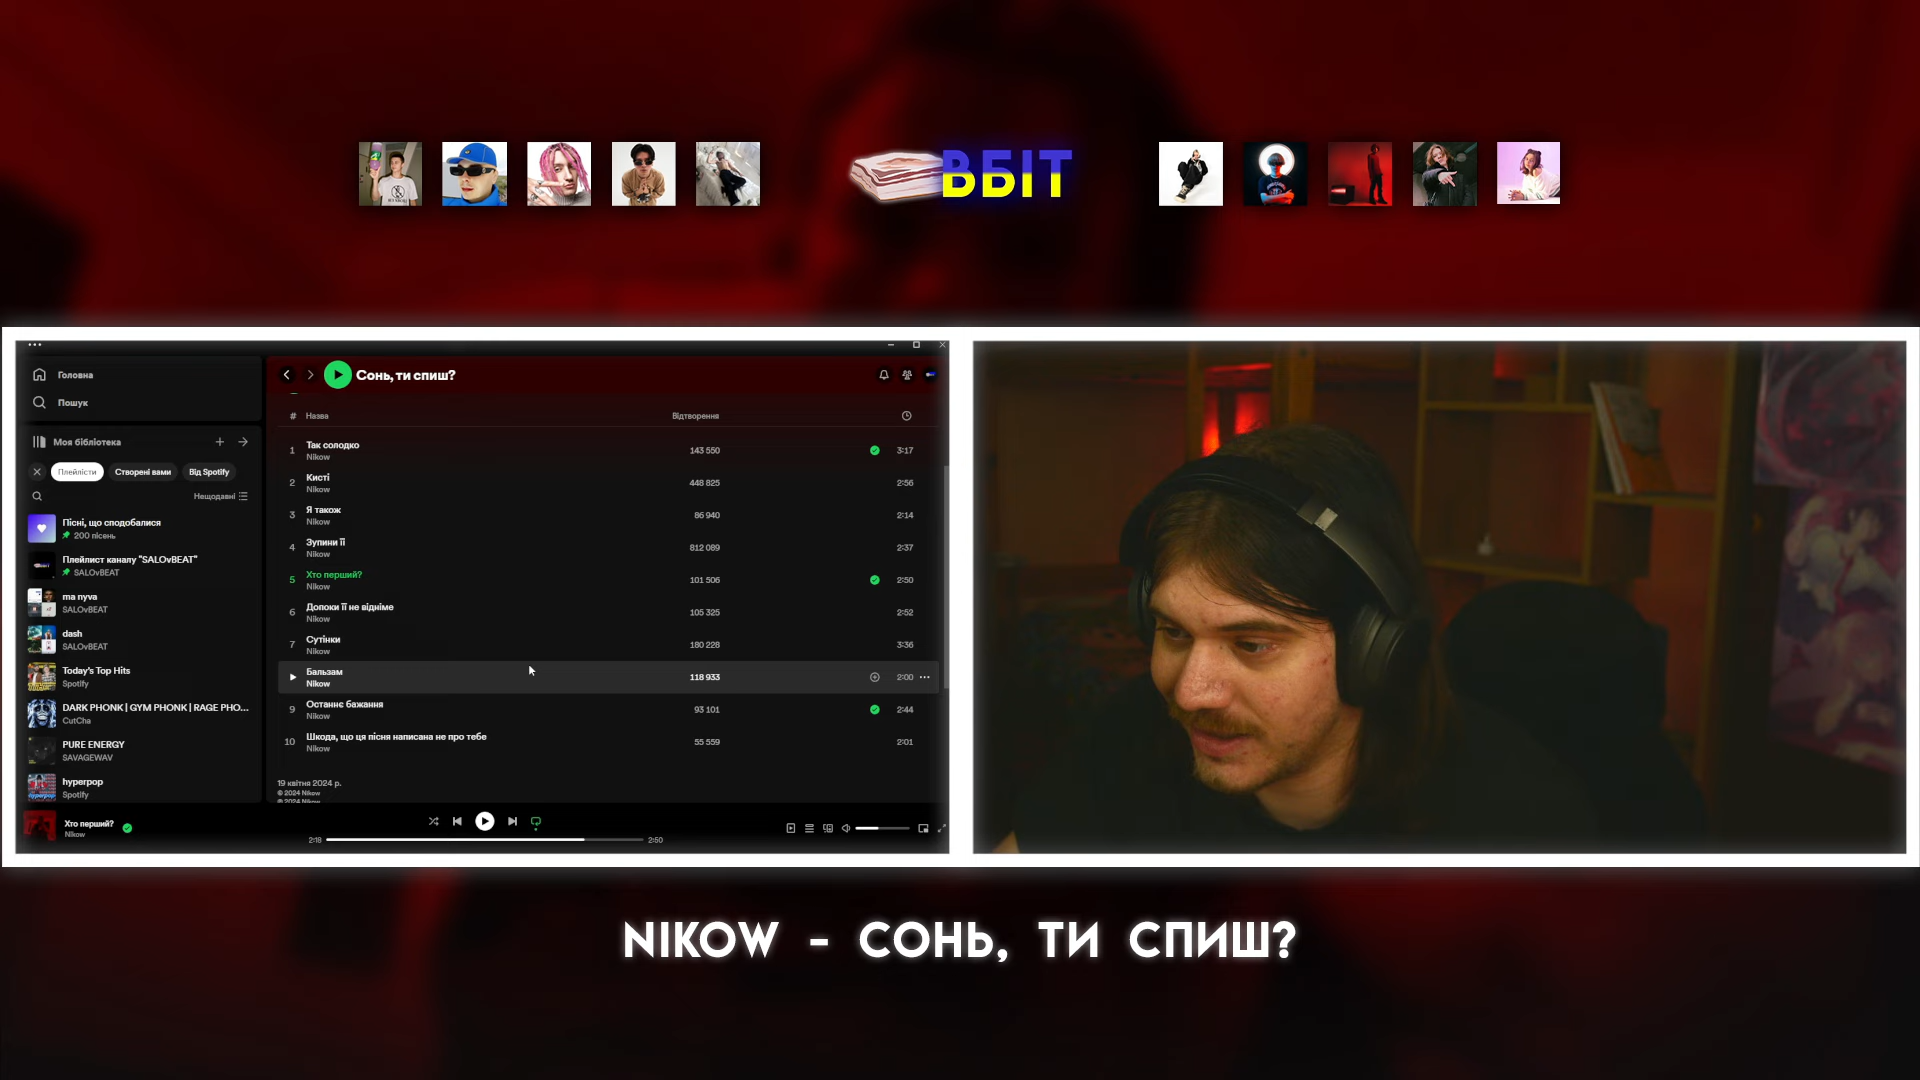 ВБІТ
Головна
Пошук
Моя бібліотека
Плейлісти
Створені вами
Від Spotify
Нещодавні
Пісні, що сподобалися
200 пісень
Плейлист каналу "SALOvBEAT"
SALOvBEAT
ma nyva
SALOvBEAT
dash
SALOvBEAT
Today's Top Hits
Spotify
DARK PHONK | GYM PHONK | RAGE PHO...
CutCha
PURE ENERGY
SAVAGEWAV
hyperpop
Spotify
Сонь, ти спиш?
# Назва Відтворення
1 Так солодко 143 550 3:17
Nikow
2 Кисті 448 825 2:56
Nikow
3 Я також 86 940 2:14
Nikow
4 Зупини її 812 089 2:37
Nikow
5 Хто перший? 101 506 2:50
Nikow
6 Допоки її не відніме 105 325 2:52
Nikow
7 Сутінки 180 228 3:36
Nikow
Бальзам 118 933 2:00
Nikow
9 Останнє бажання 93 101 2:44
Nikow
10 Шкода, що ця пісня написана не про тебе 55 559 2:01
Nikow
19 квітня 2024 р.
© 2024 Nikow
℗ 2024 Nikow
Хто перший?
Nikow
2:18 2:50
NIKOW - СОНЬ, ТИ СПИШ?